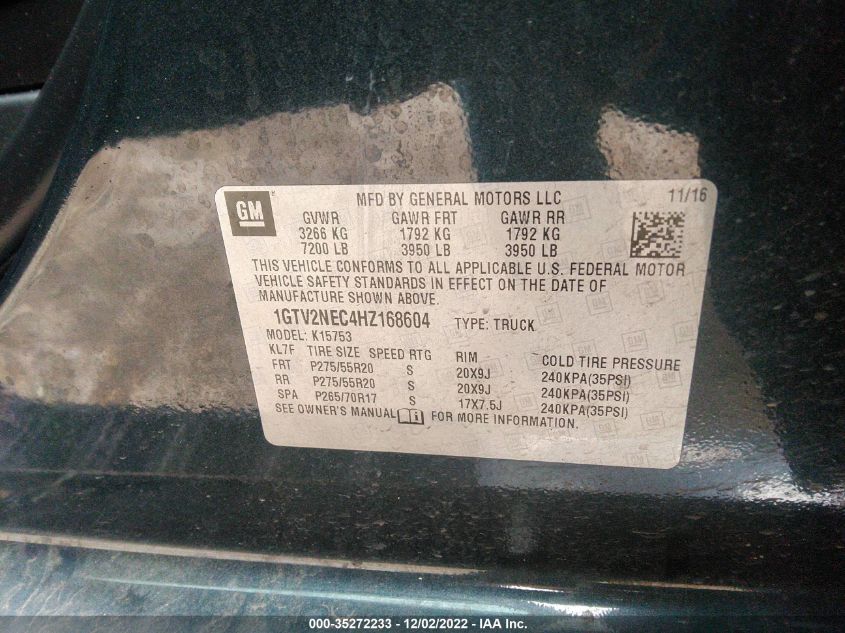 GM
MFD BY GENERAL MOTORS LLC 11/16
GVWR GAWR FRT GAWR RR
3266 KG 1792 KG 1792 KG
7200 LB 3950 LB 3950 LB
THIS VEHICLE CONFORMS TO ALL APPLICABLE U.S. FEDERAL MOTOR
VEHICLE SAFETY STANDARDS IN EFFECT ON THE DATE OF
MANUFACTURE SHOWN ABOVE.
1GTV2NEC4HZ168604 TYPE: TRUCK
MODEL: K15753
KL7F TIRE SIZE SPEED RTG RIM COLD TIRE PRESSURE
FRT P275/55R20 S 20X9J 240KPA(35PSI)
RR P275/55R20 S 20X9J 240KPA(35PSI)
SPA P265/70R17 S 17X7.5J 240KPA(35PSI)
SEE OWNER'S MANUAL FOR MORE INFORMATION.
000-35272233 - 12/02/2022 - IAA Inc.